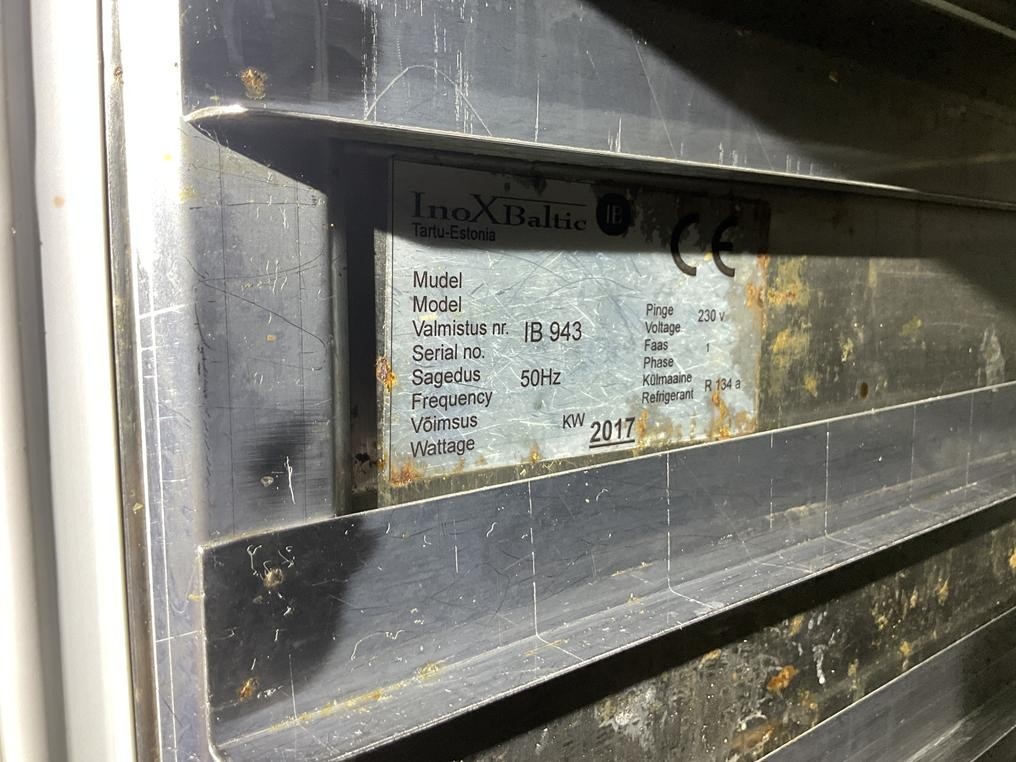 InoXBaltic IB
Tartu-Estonia
CE
Mudel
Model
Valmistus nr. IB 943
Serial no.
Sagedus 50Hz
Frequency
Võimsus KW 2017
Wattage
Pinge 230 v
Voltage
Faas 1
Phase
Külmaaine R 134 a
Refrigerant